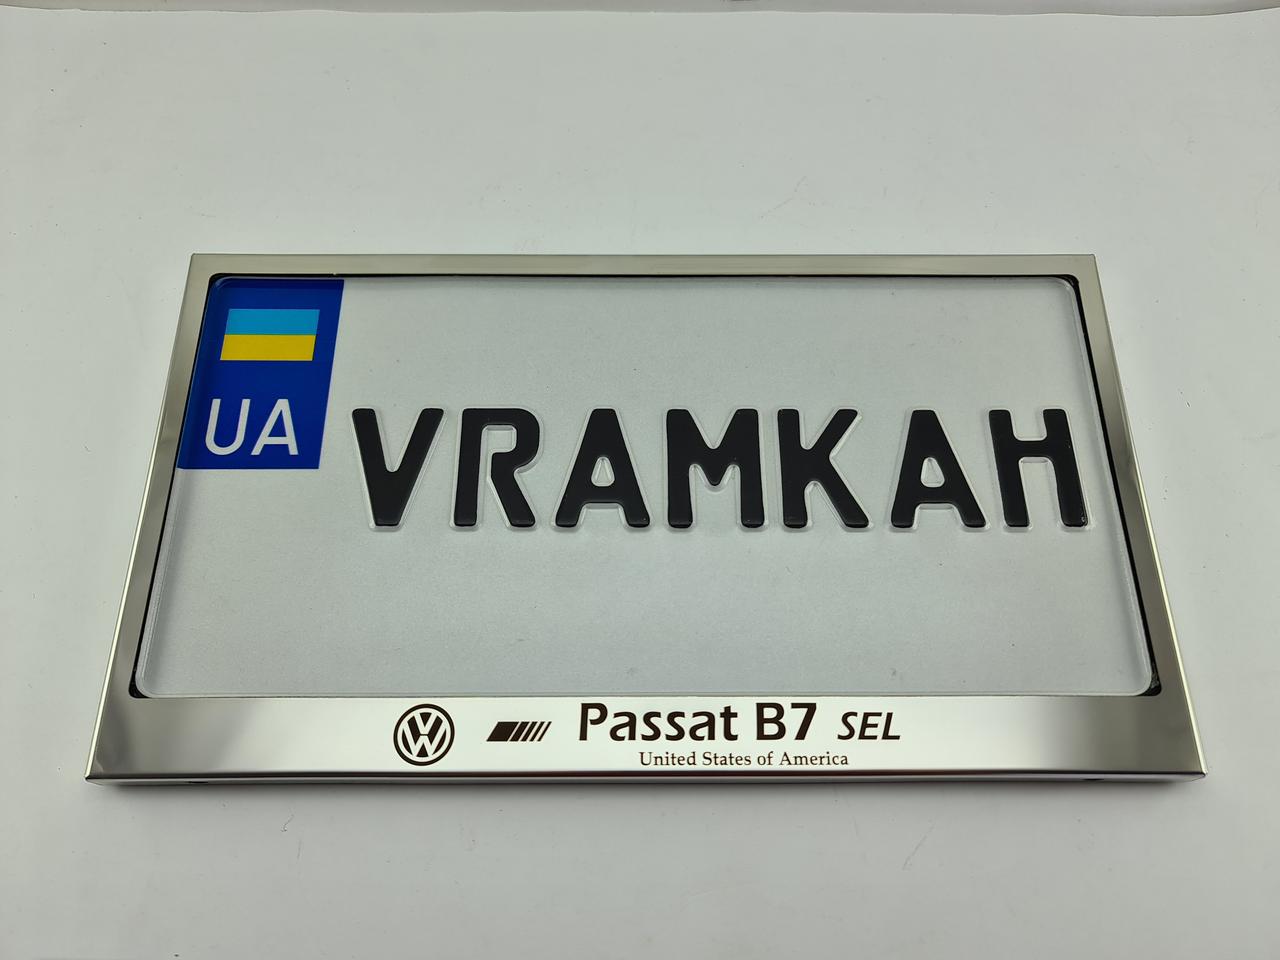 UA
VRAMKAH
Passat B7 SEL
United States of America